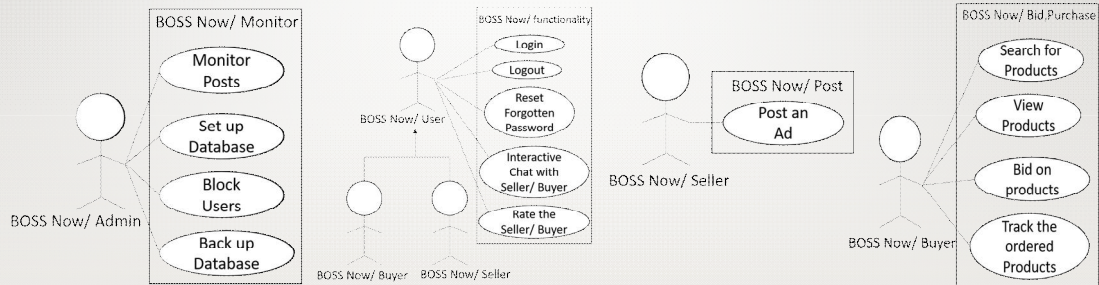 BOSS Now/ Monitor
Monitor
Posts
Set up
Database
Block
Users
Back up
Database
BOSS Now/ Admin
BOSS Now/ functionality
Login
Logout
Reset
Forgotten
Password
Interactive
Chat with
Seller/ Buyer
Rate the
Seller/ Buyer
BOSS Now/ User
BOSS Now/ Buyer
BOSS Now/ Seller
BOSS Now/ Post
Post an
Ad
BOSS Now/ Seller
BOSS Now/ Bid,Purchase
Search for
Products
View
Products
Bid on
products
Track the
ordered
Products
BOSS Now/ Buyer